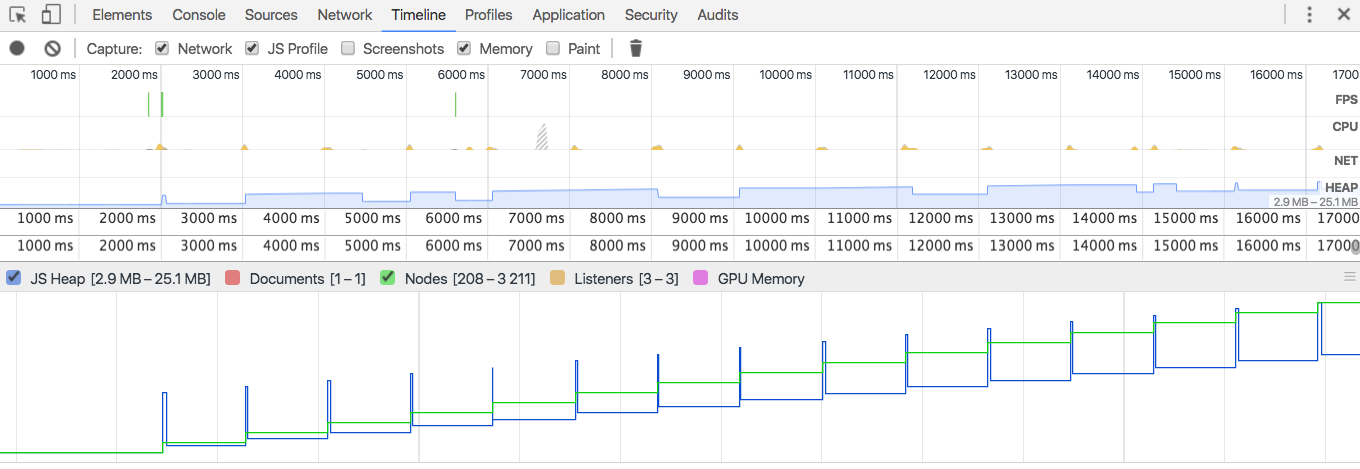 Elements Console Sources Network Timeline Profiles Application Security Audits
Capture: Network JS Profile Screenshots Memory Paint
1000 ms 2000 ms 3000 ms 4000 ms 5000 ms 6000 ms 7000 ms 8000 ms 9000 ms 10000 ms 11000 ms 12000 ms 13000 ms 14000 ms 15000 ms 16000 ms 1700
FPS
CPU
NET
HEAP
2.9 MB – 25.1 MB
1000 ms 2000 ms 3000 ms 4000 ms 5000 ms 6000 ms 7000 ms 8000 ms 9000 ms 10000 ms 11000 ms 12000 ms 13000 ms 14000 ms 15000 ms 16000 ms 17000
1000 ms 2000 ms 3000 ms 4000 ms 5000 ms 6000 ms 7000 ms 8000 ms 9000 ms 10000 ms 11000 ms 12000 ms 13000 ms 14000 ms 15000 ms 16000 ms 17000
JS Heap [2.9 MB – 25.1 MB] Documents [1 – 1] Nodes [208 – 3 211] Listeners [3 – 3] GPU Memory